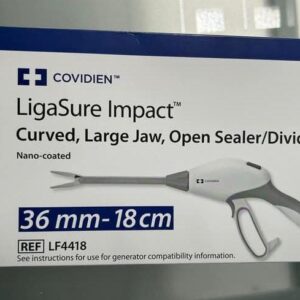 COVIDIEN™
LigaSure Impact™
Curved, Large Jaw, Open Sealer/Divid
Nano-coated
COVIDIEN
36 mm-18 cm
REF LF4418
See instructions for use for generator compatibility information.